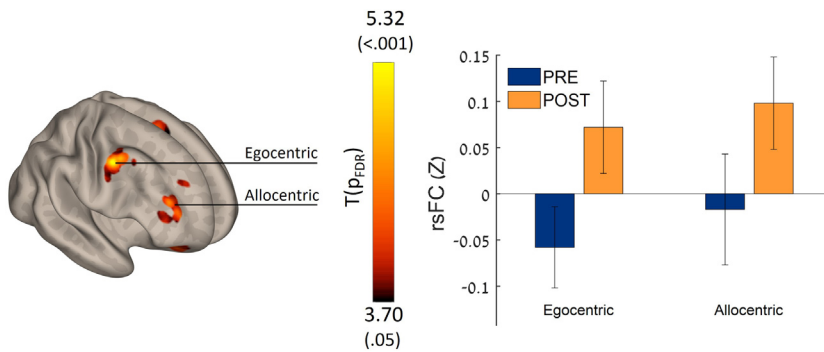 5.32
(<.001)
Egocentric
Allocentric
T(pFDR)
3.70
(.05)
PRE
POST
rsFC (Z)
0.15
0.1
0.05
0
-0.05
-0.1
Egocentric
Allocentric